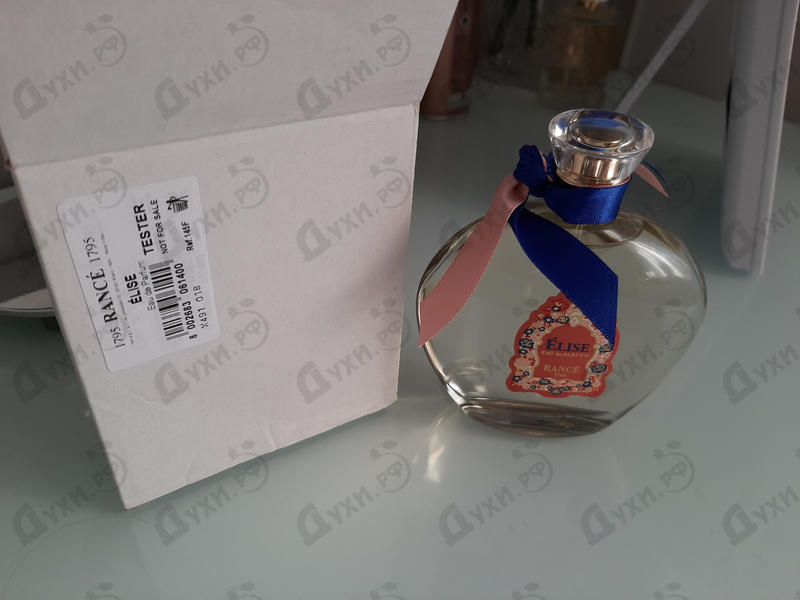 1795 RANCÉ 1795
ÉLISE
Eau de Parfum
TESTER
NOT FOR SALE
8 002683 061400
X491 01B
Ref.145F
ÉLISE
EAU de PARFUM
RANCÉ
1795
Духи.РФ